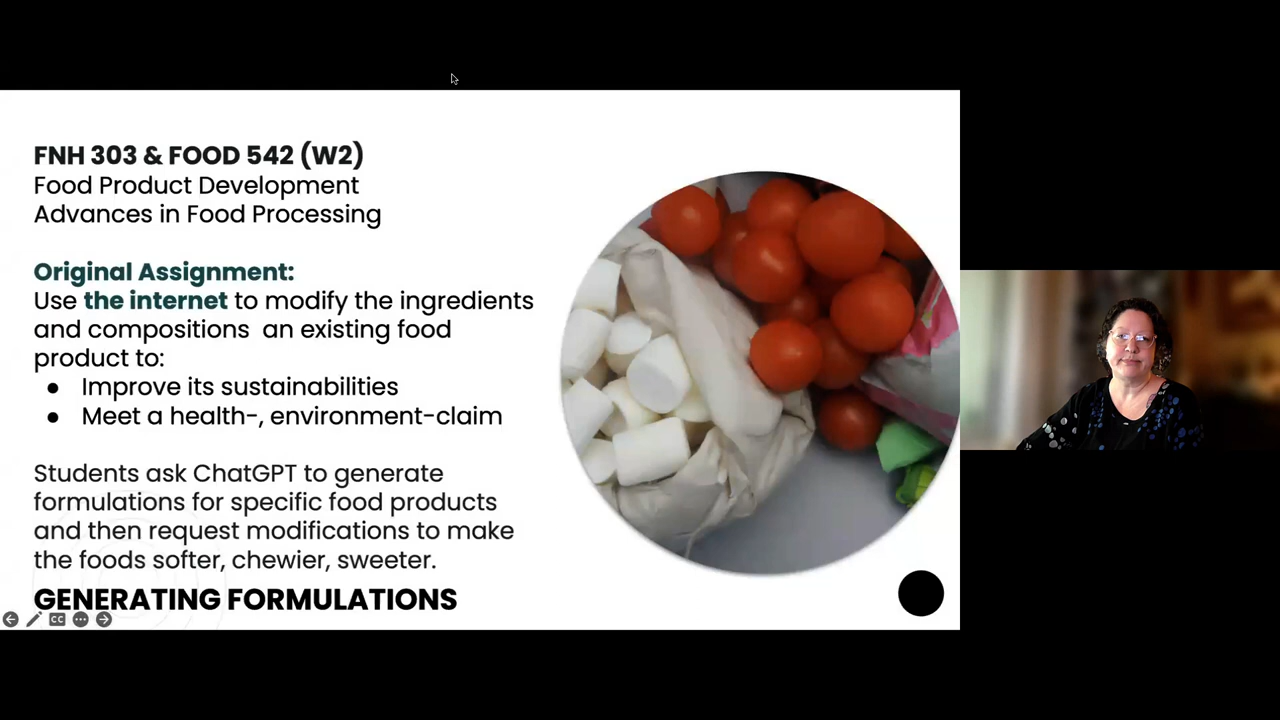 FNH 303 & FOOD 542 (W2)
Food Product Development
Advances in Food Processing
Original Assignment:
Use the internet to modify the ingredients
and compositions an existing food
product to:
● Improve its sustainabilities
● Meet a health-, environment-claim
Students ask ChatGPT to generate
formulations for specific food products
and then request modifications to make
the foods softer, chewier, sweeter.
GENERATING FORMULATIONS
CC